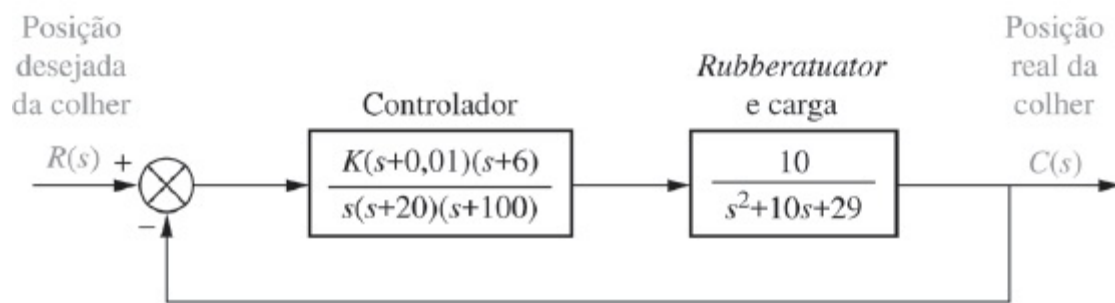 Posição
desejada
da colher
R(s)
+
−
Controlador
K(s+0,01)(s+6)
s(s+20)(s+100)
Rubberatuator
e carga
10
s²+10s+29
Posição
real da
colher
C(s)